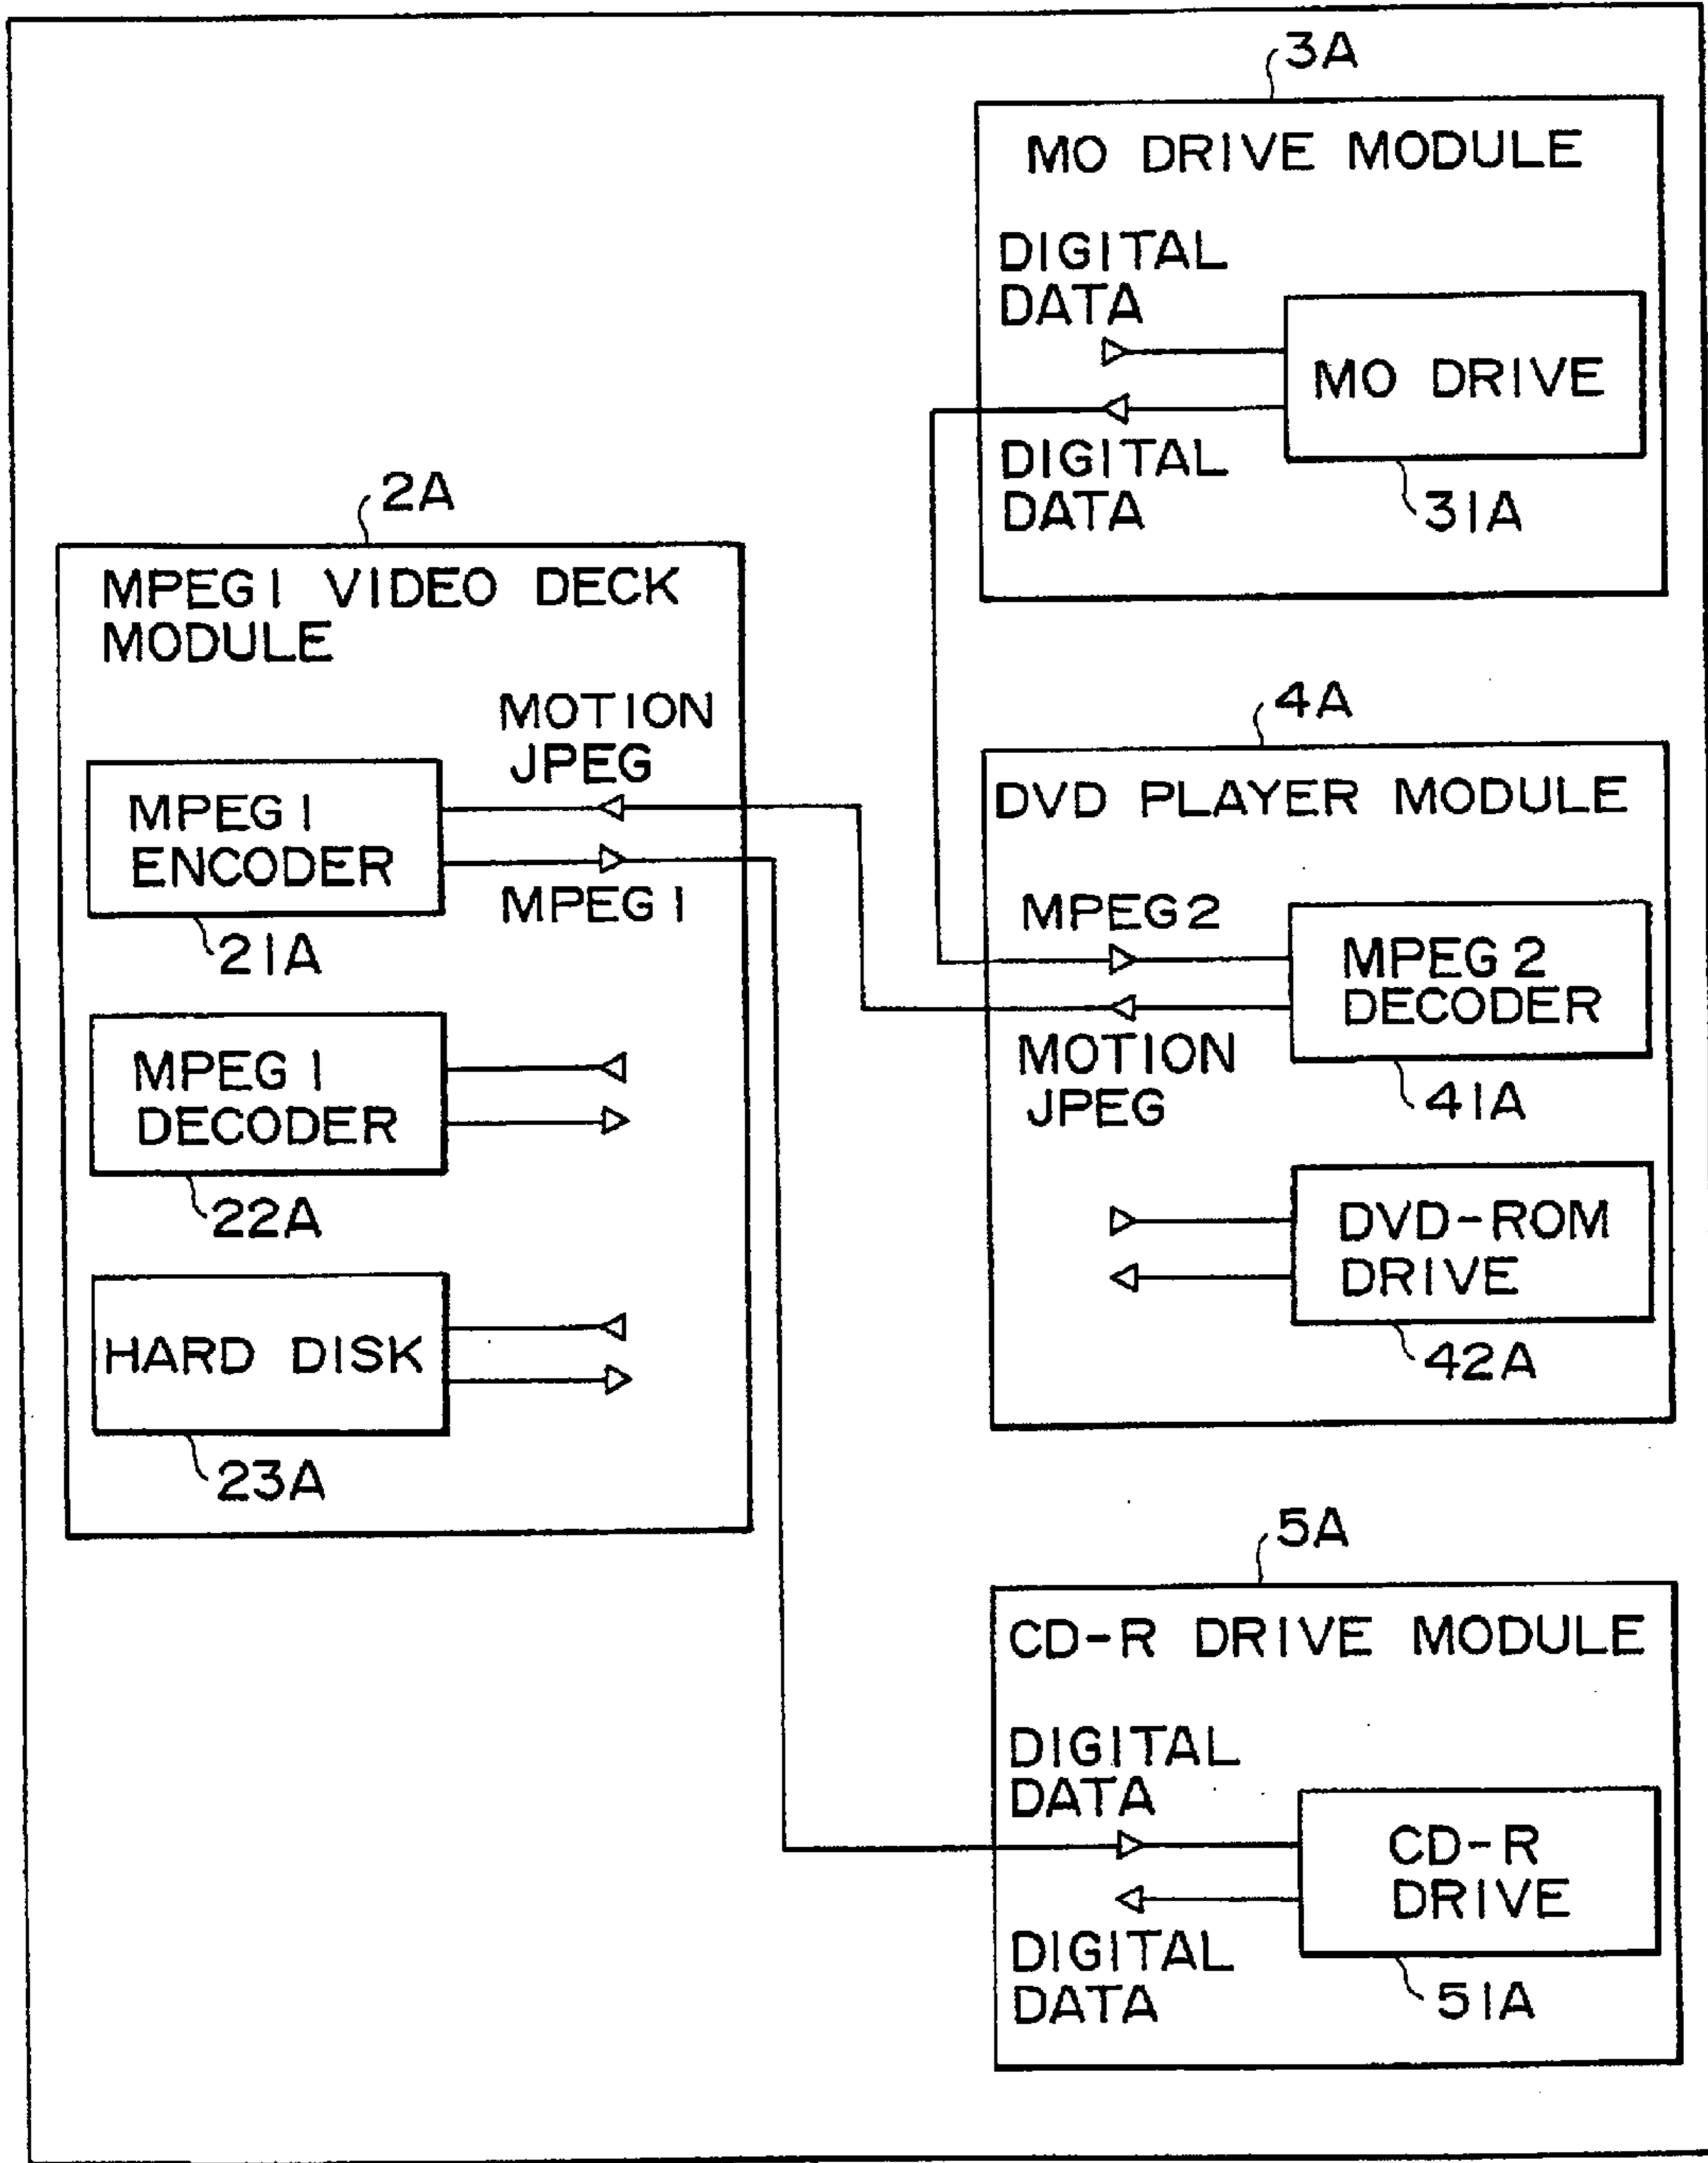 3A
MO DRIVE MODULE
DIGITAL
DATA
MO DRIVE
DIGITAL
DATA
31A
2A
MPEG1 VIDEO DECK
MODULE
MOTION
JPEG
MPEG1
ENCODER
MPEG1
21A
MPEG1
DECODER
22A
HARD DISK
23A
4A
DVD PLAYER MODULE
MPEG2
MPEG2
DECODER
MOTION
JPEG
41A
DVD-ROM
DRIVE
42A
5A
CD-R DRIVE MODULE
DIGITAL
DATA
CD-R
DRIVE
DIGITAL
DATA
51A